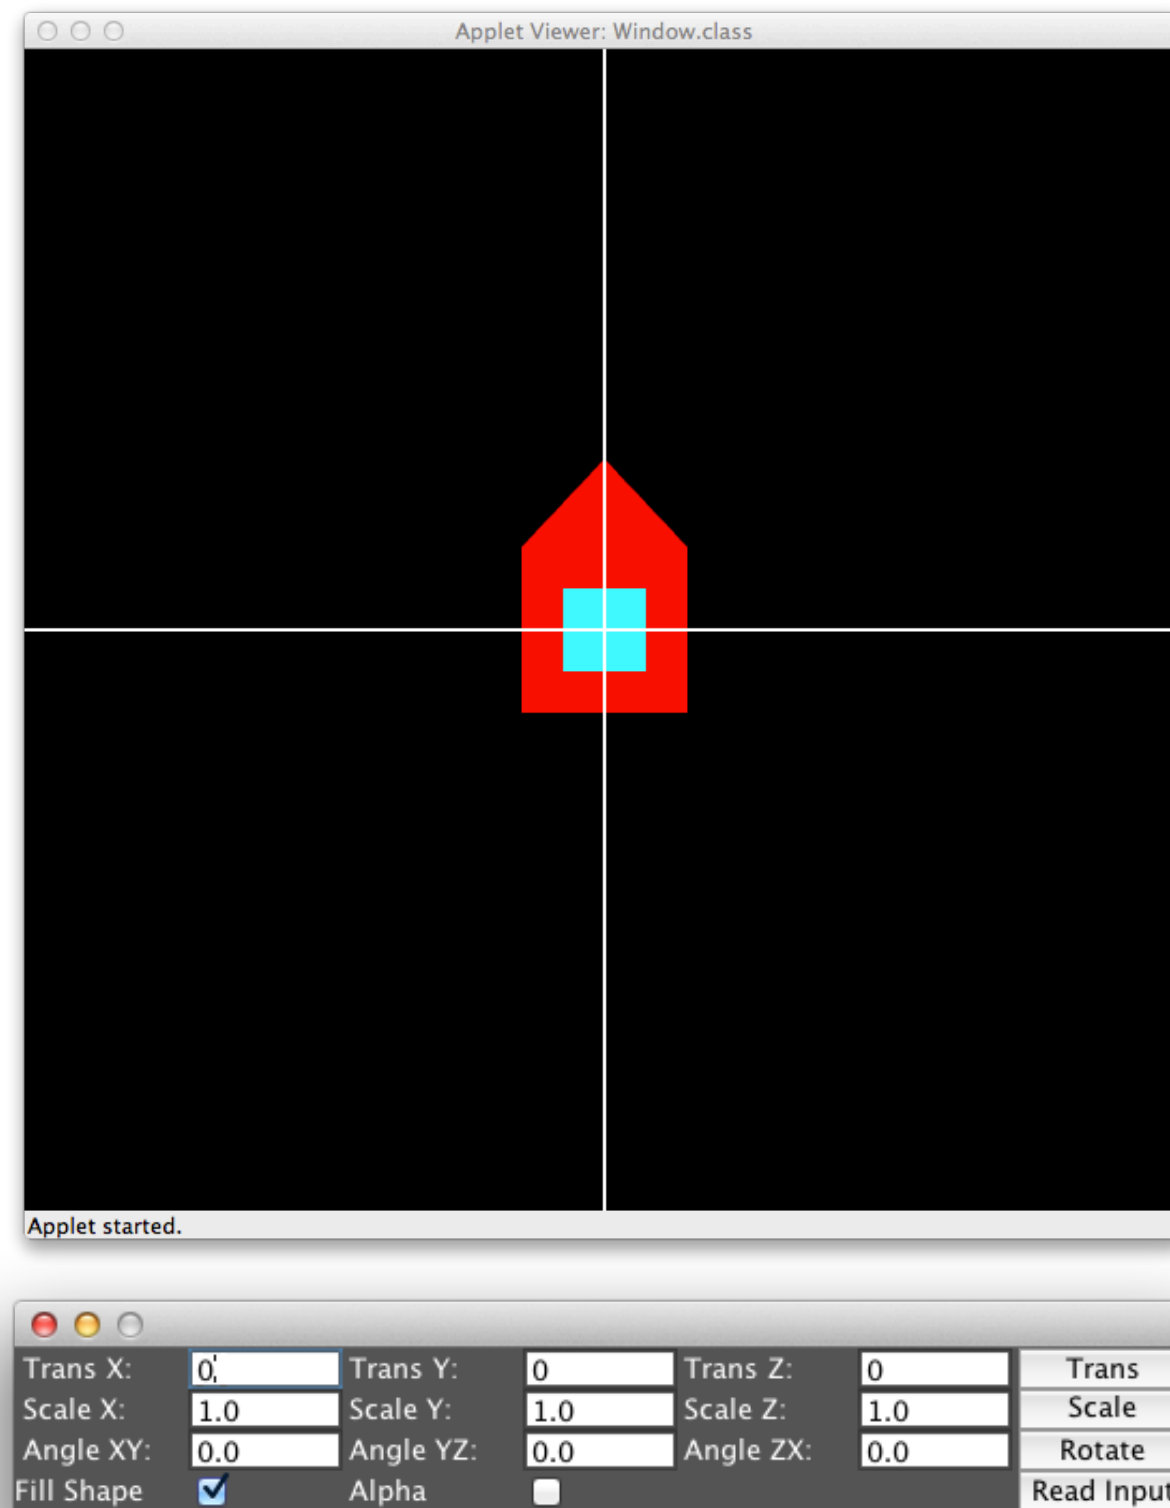 Applet Viewer: Window.class
Applet started.
Trans X: 0 Trans Y: 0 Trans Z: 0 Trans
Scale X: 1.0 Scale Y: 1.0 Scale Z: 1.0 Scale
Angle XY: 0.0 Angle YZ: 0.0 Angle ZX: 0.0 Rotate
Fill Shape Alpha Read Input